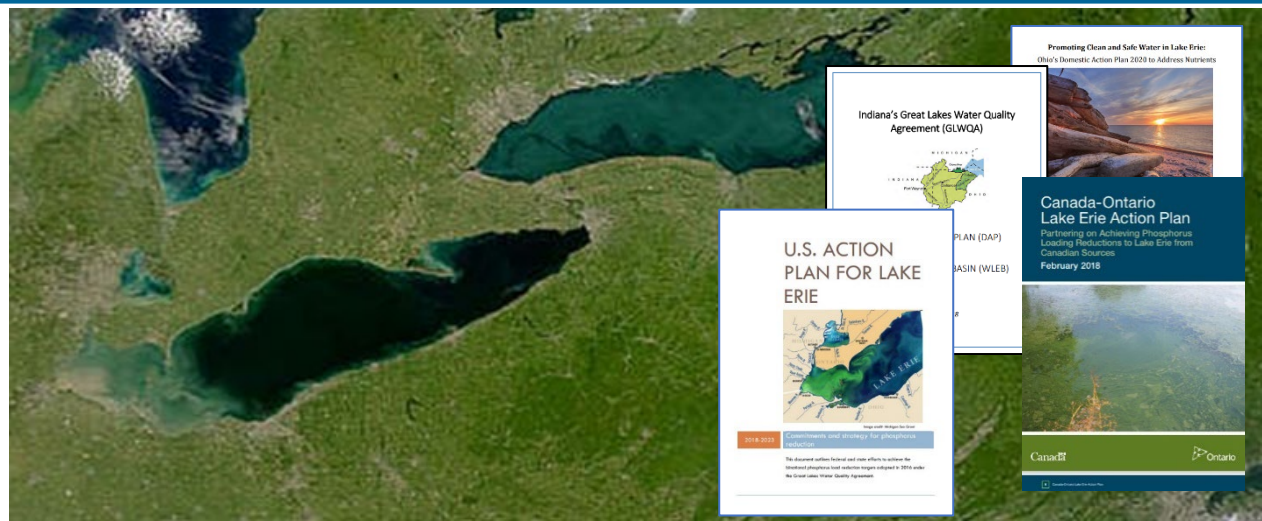 Promoting Clean and Safe Water in Lake Erie:
Ohio's Domestic Action Plan 2020 to Address Nutrients
Indiana's Great Lakes Water Quality
Agreement (GLWQA)
MICHIGAN
INDIANA
OHIO
PLAN (DAP)
BASIN (WLEB)
Canada-Ontario
Lake Erie Action Plan
Partnering on Achieving Phosphorus
Loading Reductions to Lake Erie from
Canadian Sources
February 2018
Canada
Ontario
U.S. ACTION
PLAN FOR LAKE
ERIE
LAKE ERIE
2018-2023
Commitments and strategy for phosphorus
reduction
This document outlines federal and state efforts to achieve the
binational phosphorus load reduction targets adopted in 2016 under
the Great Lakes Water Quality Agreement